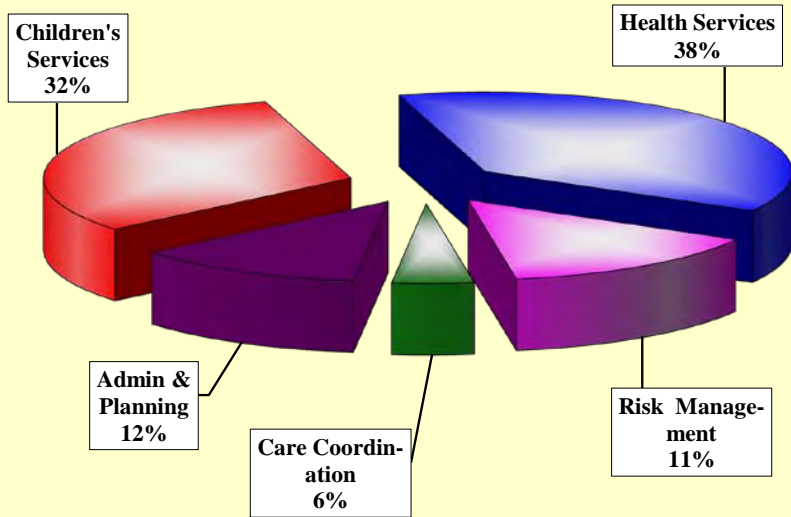 Children's
Services
32%
Health Services
38%
Admin &
Planning
12%
Care Coordin-
ation
6%
Risk Manage-
ment
11%